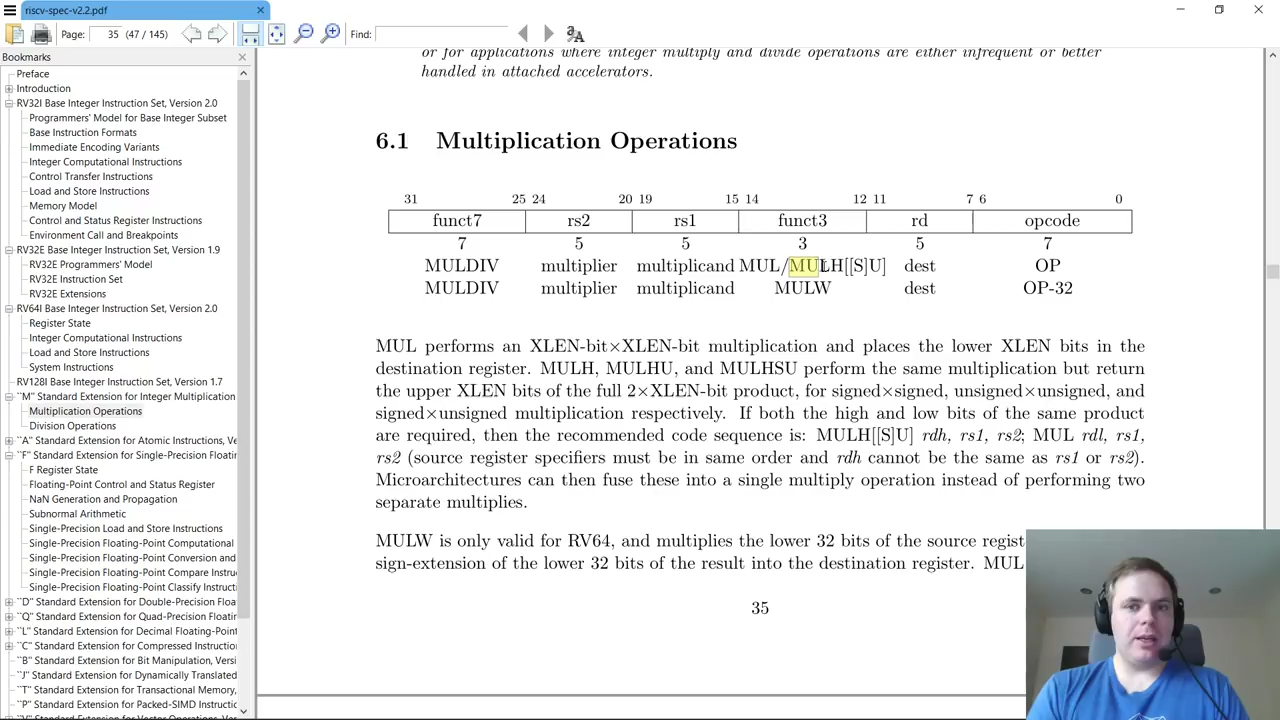 riscv-spec-v2.2.pdf
Page: 35 (47 / 145) Find:
Bookmarks
Preface
Introduction
RV32I Base Integer Instruction Set, Version 2.0
Programmers' Model for Base Integer Subset
Base Instruction Formats
Immediate Encoding Variants
Integer Computational Instructions
Control Transfer Instructions
Load and Store Instructions
Memory Model
Control and Status Register Instructions
Environment Call and Breakpoints
RV32E Base Integer Instruction Set, Version 1.9
RV32E Programmers' Model
RV32E Instruction Set
RV32E Extensions
RV64I Base Integer Instruction Set, Version 2.0
Register State
Integer Computational Instructions
Load and Store Instructions
System Instructions
RV128I Base Integer Instruction Set, Version 1.7
``M'' Standard Extension for Integer Multiplication
Multiplication Operations
Division Operations
``A'' Standard Extension for Atomic Instructions, Ve
``F'' Standard Extension for Single-Precision Floatin
F Register State
Floating-Point Control and Status Register
NaN Generation and Propagation
Subnormal Arithmetic
Single-Precision Load and Store Instructions
Single-Precision Floating-Point Computational
Single-Precision Floating-Point Conversion and
Single-Precision Floating-Point Compare Instru
Single-Precision Floating-Point Classify Instruct
``D'' Standard Extension for Double-Precision Floa
``Q'' Standard Extension for Quad-Precision Floatin
``L'' Standard Extension for Decimal Floating-Point
``C'' Standard Extension for Compressed Instruction
``B'' Standard Extension for Bit Manipulation, Versi
``J'' Standard Extension for Dynamically Translated
``T'' Standard Extension for Transactional Memory,
``P'' Standard Extension for Packed-SIMD Instructio
or for applications where integer multiply and divide operations are either infrequent or better
handled in attached accelerators.
6.1 Multiplication Operations
31 25 24 20 19 15 14 12 11 7 6 0
funct7 rs2 rs1 funct3 rd opcode
7 5 5 3 5 7
MULDIV multiplier multiplicand MUL/MULH[[S]U] dest OP
MULDIV multiplier multiplicand MULW dest OP-32
MUL performs an XLEN-bit×XLEN-bit multiplication and places the lower XLEN bits in the
destination register. MULH, MULHU, and MULHSU perform the same multiplication but return
the upper XLEN bits of the full 2×XLEN-bit product, for signed×signed, unsigned×unsigned, and
signed×unsigned multiplication respectively. If both the high and low bits of the same product
are required, then the recommended code sequence is: MULH[[S]U] rdh, rs1, rs2; MUL rdl, rs1,
rs2 (source register specifiers must be in same order and rdh cannot be the same as rs1 or rs2).
Microarchitectures can then fuse these into a single multiply operation instead of performing two
separate multiplies.
MULW is only valid for RV64, and multiplies the lower 32 bits of the source regist
sign-extension of the lower 32 bits of the result into the destination register. MUL
35